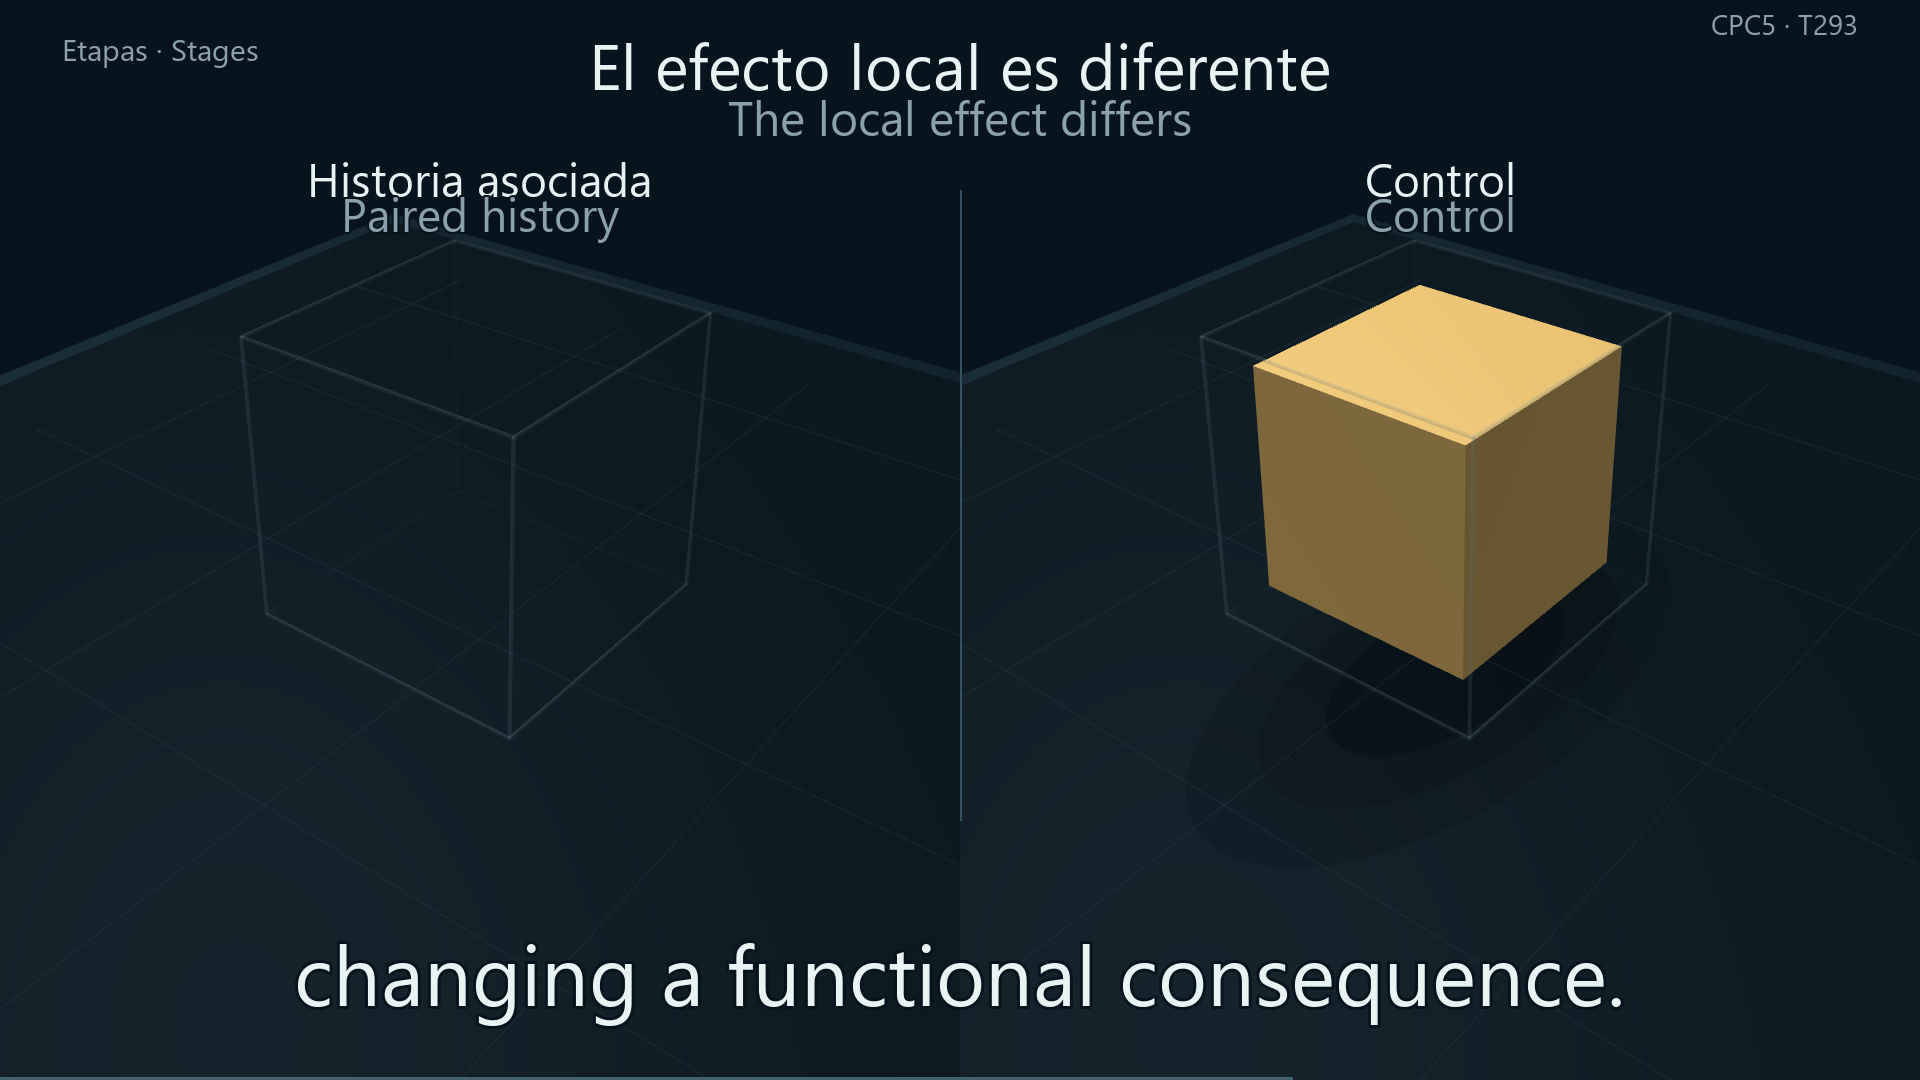 Etapas · Stages
CPC5 · T293
El efecto local es diferente
The local effect differs
Historia asociada
Paired history
Control
Control
changing a functional consequence.